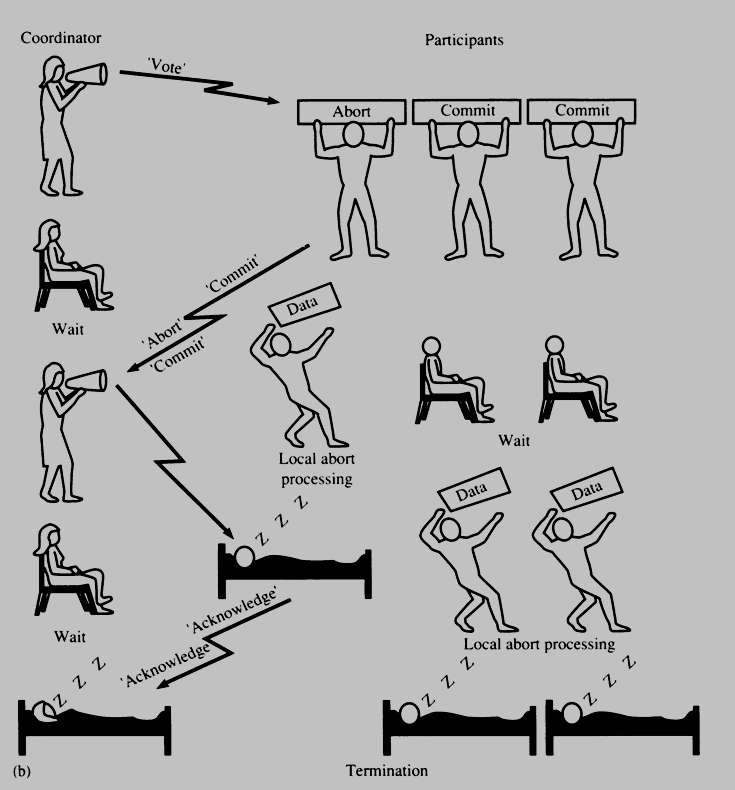 Coordinator
Participants
'Vote'
Abort
Commit
Commit
'Commit'
'Abort'
'Commit'
Wait
Data
Wait
Local abort
processing
Data
Data
Z Z Z
'Acknowledge'
'Acknowledge'
Wait
Local abort processing
Z Z Z
Z Z Z
Z Z Z
(b)
Termination